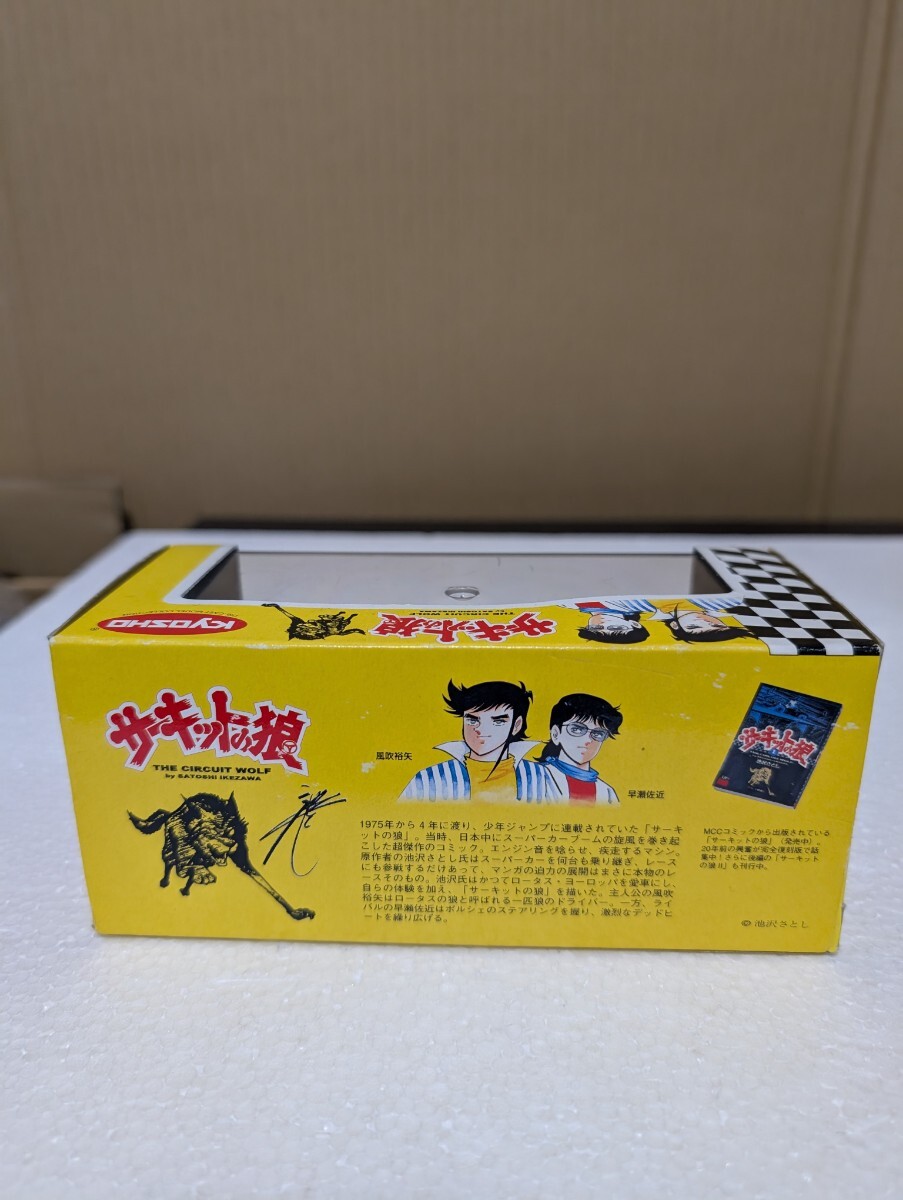 KYOSHO
サーキットの狼
THE CIRCUIT WOLF
サーキットの狼
THE CIRCUIT WOLF
by SATOSHI IKEZAWA
風吹裕矢
早瀬佐近
1975年から4年に渡り、少年ジャンプに連載されていた「サーキ
ットの狼」。当時、日本中にスーパーカーブームの旋風を巻き起
こした超傑作のコミック。エンジン音を唸らせ、疾走するマシン。
原作者の池沢さとし氏はスーパーカーを何台も乗り継ぎ、レース
にも参戦するだけあって、マンガの迫力の展開はまさに本物のレ
ースそのもの。池沢氏はかつてロータス・ヨーロッパを愛車にし、
自らの体験を加え、「サーキットの狼」を描いた。主人公の風吹
裕矢はロータスの狼と呼ばれる一匹狼のドライバー。一方、ライ
バルの早瀬佐近はポルシェのステアリングを握り、激烈なデッドヒ
ートを繰り広げる。
サーキットの狼
MCCコミックから出版されている
「サーキットの狼」（発売中）。
20年前の興奮が完全復刻版で話
集中！さらに後編の「サーキット
の狼II」も刊行中。
© 池沢さとし